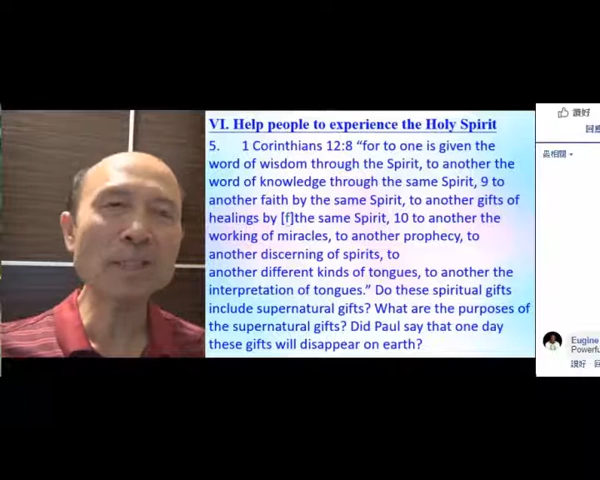 VI. Help people to experience the Holy Spirit
5. 1 Corinthians 12:8 “for to one is given the
word of wisdom through the Spirit, to another the
word of knowledge through the same Spirit, 9 to
another faith by the same Spirit, to another gifts of
healings by [f]the same Spirit, 10 to another the
working of miracles, to another prophecy, to
another discerning of spirits, to
another different kinds of tongues, to another the
interpretation of tongues.” Do these spiritual gifts
include supernatural gifts? What are the purposes of
the supernatural gifts? Did Paul say that one day
these gifts will disappear on earth?
讚好
Eugine
Powerfu
讚好